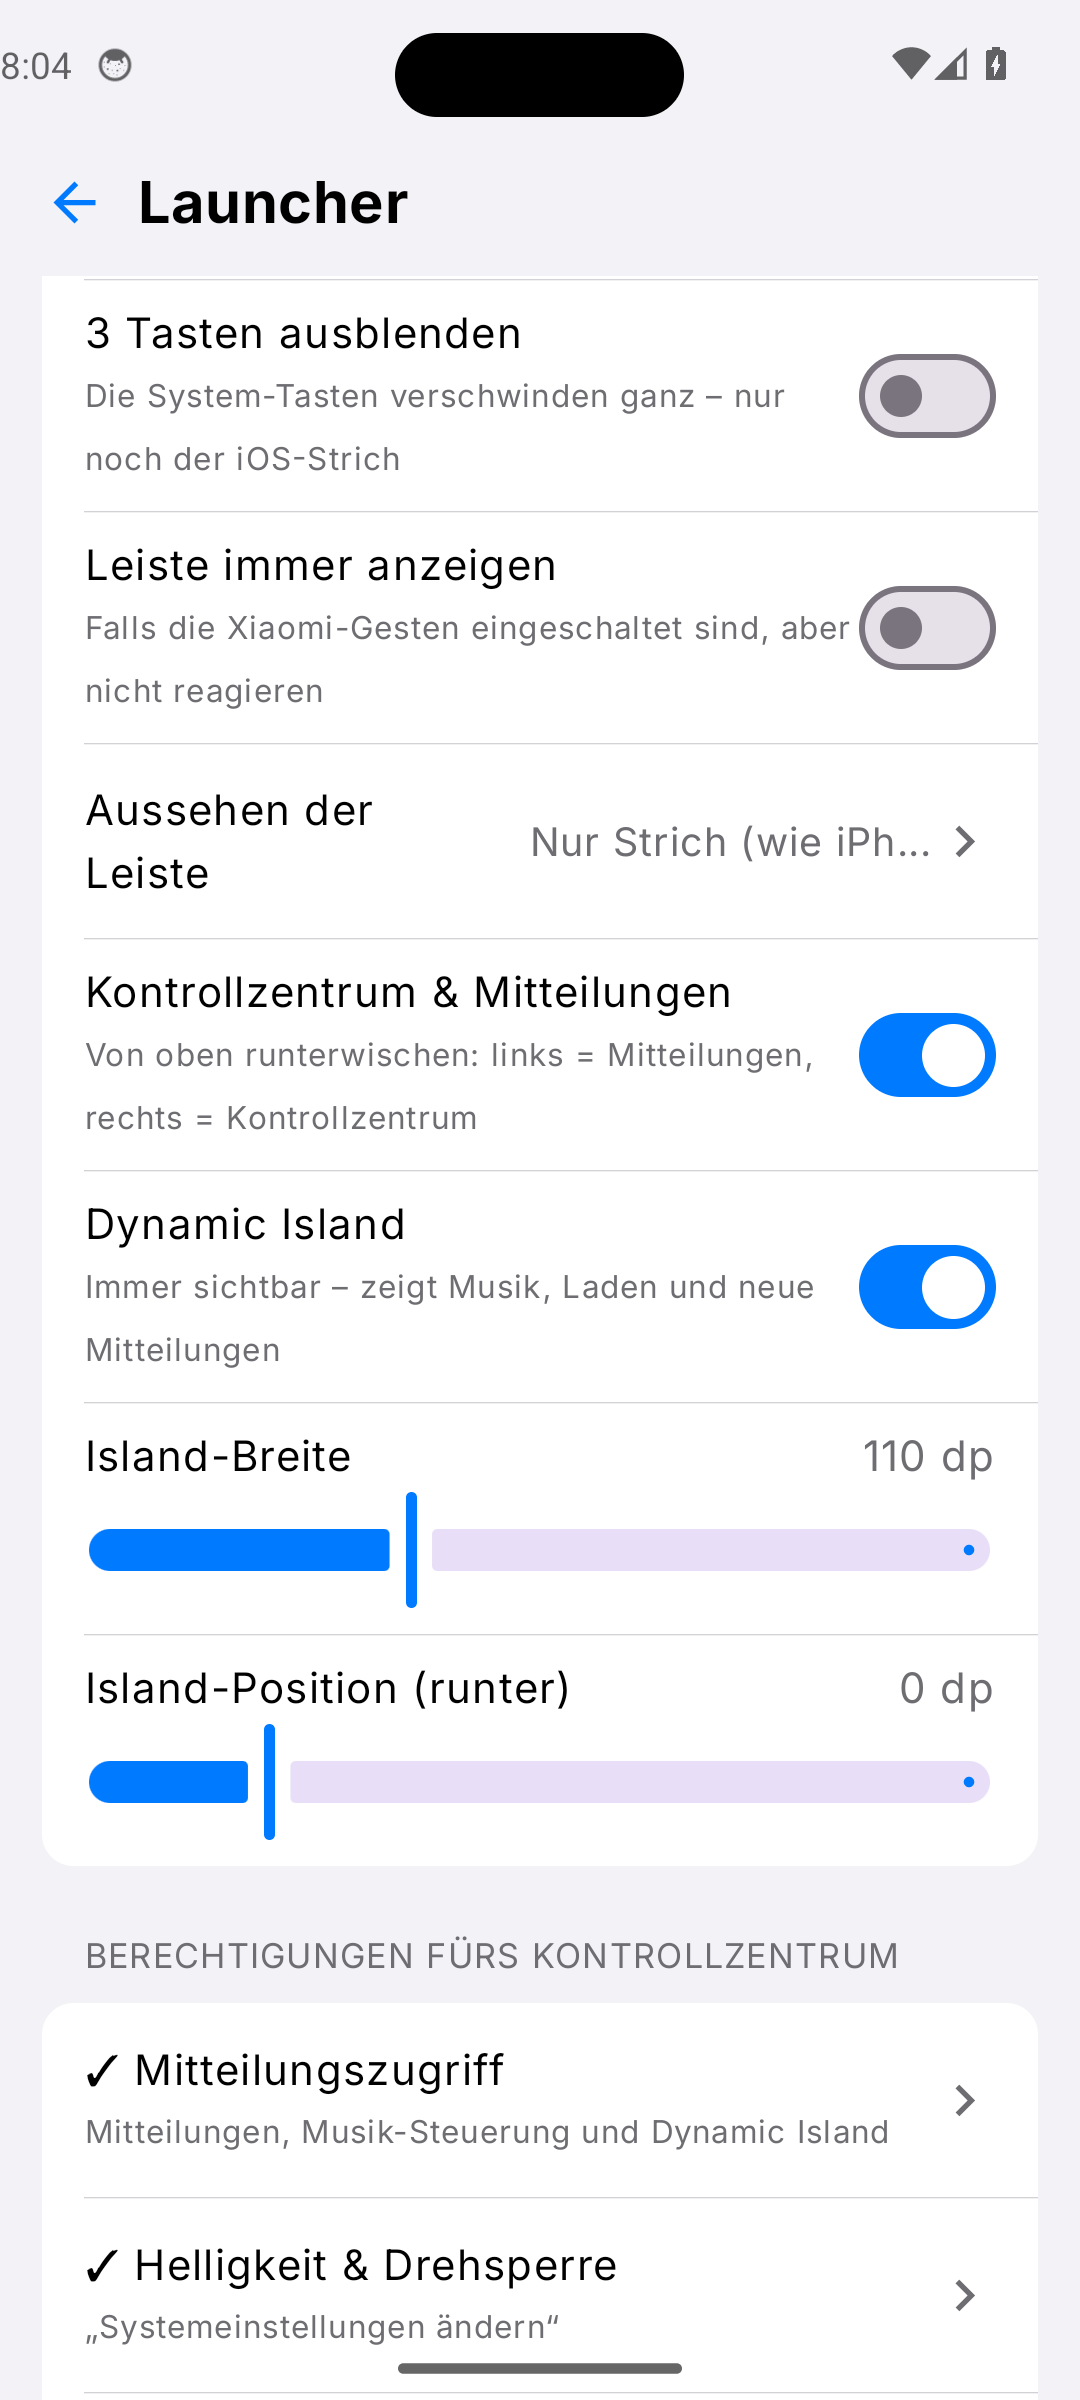 8:04
Launcher
3 Tasten ausblenden
Die System-Tasten verschwinden ganz – nur
noch der iOS-Strich
Leiste immer anzeigen
Falls die Xiaomi-Gesten eingeschaltet sind, aber
nicht reagieren
Aussehen der
Leiste
Nur Strich (wie iPh...
Kontrollzentrum & Mitteilungen
Von oben runterwischen: links = Mitteilungen,
rechts = Kontrollzentrum
Dynamic Island
Immer sichtbar – zeigt Musik, Laden und neue
Mitteilungen
Island-Breite
110 dp
Island-Position (runter)
0 dp
BERECHTIGUNGEN FÜRS KONTROLLZENTRUM
✓ Mitteilungszugriff
Mitteilungen, Musik-Steuerung und Dynamic Island
✓ Helligkeit & Drehsperre
„Systemeinstellungen ändern“